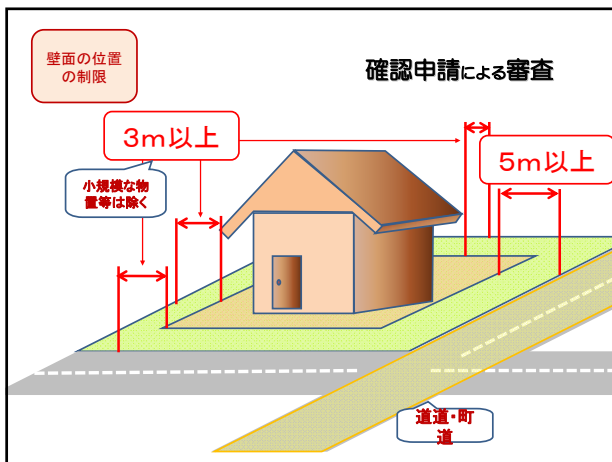 壁面の位置
の制限
確認申請による審査
3m以上
5m以上
小規模な物
置等は除く
道道・町
道